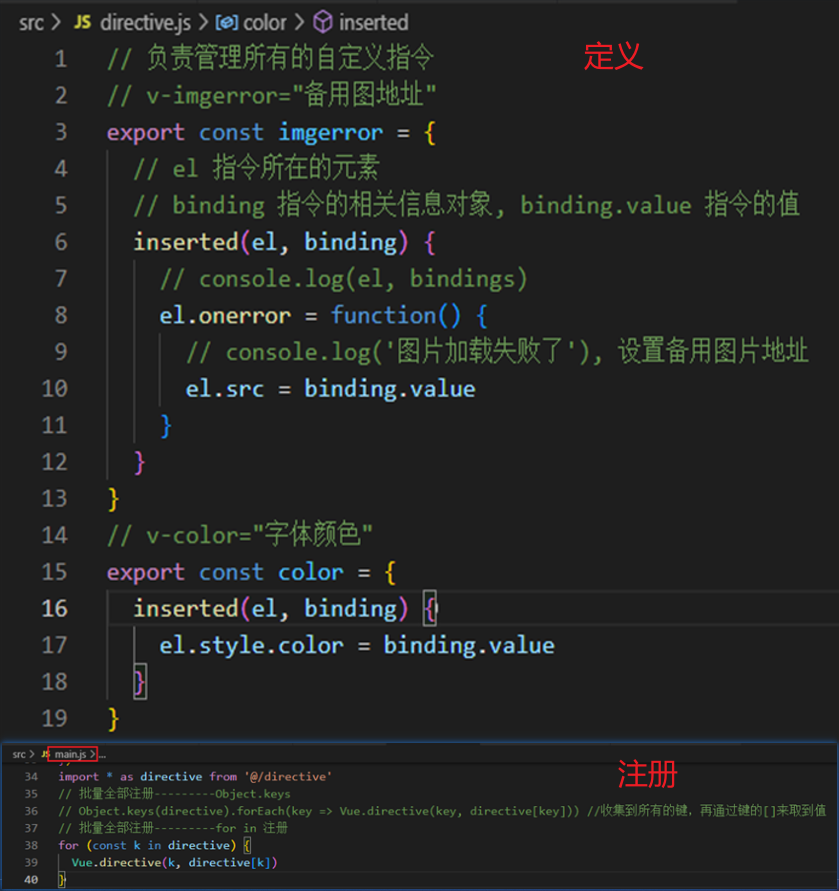 src > JS directive.js > color > inserted
定义
1 // 负责管理所有的自定义指令
2 // v-imgerror="备用图地址"
3 export const imgerror = {
4 // el 指令所在的元素
5 // binding 指令的相关信息对象, binding.value 指令的值
6 inserted(el, binding) {
7 // console.log(el, bindings)
8 el.onerror = function() {
9 // console.log('图片加载失败了'), 设置备用图片地址
10 el.src = binding.value
11 }
12 }
13 }
14 // v-color="字体颜色"
15 export const color = {
16 inserted(el, binding) {
17 el.style.color = binding.value
18 }
19 }
src > JS main.js > ...
注册
34 import * as directive from '@/directive'
35 // 批量全部注册---------Object.keys
36 // Object.keys(directive).forEach(key => Vue.directive(key, directive[key])) //收集到所有的键，再通过键的[]来取到值
37 // 批量全部注册---------for in 注册
38 for (const k in directive) {
39 Vue.directive(k, directive[k])
40 }